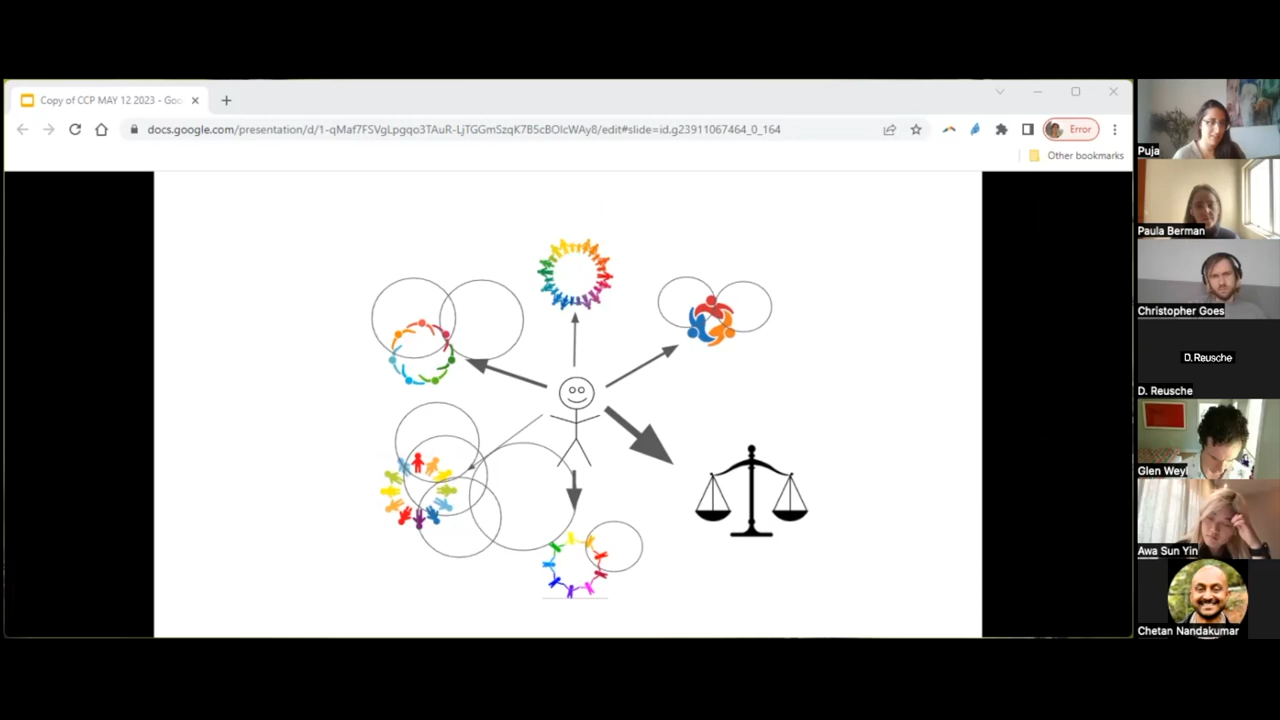 Copy of CCP MAY 12 2023 - Goo
docs.google.com/presentation/d/1-qMaf7FSVgLpgqo3TAuR-LjTGGmSzqK7B5cBOlcWAy8/edit#slide=id.g23911067464_0_164
Error
Other bookmarks
Puja
Paula Berman
Christopher Goes
D. Reusche
D. Reusche
Glen Weyl
Awa Sun Yin
Chetan Nandakumar